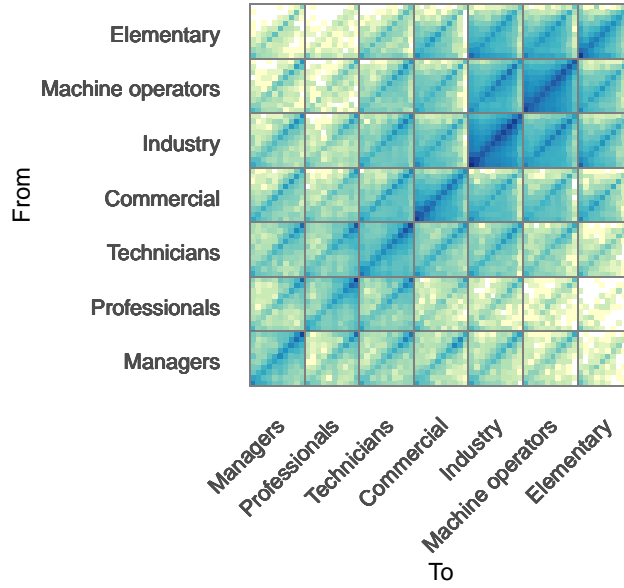 Elementary
Machine operators
Industry
Commercial
Technicians
Professionals
Managers
From
Managers
Professionals
Technicians
Commercial
Industry
Machine operators
Elementary
To